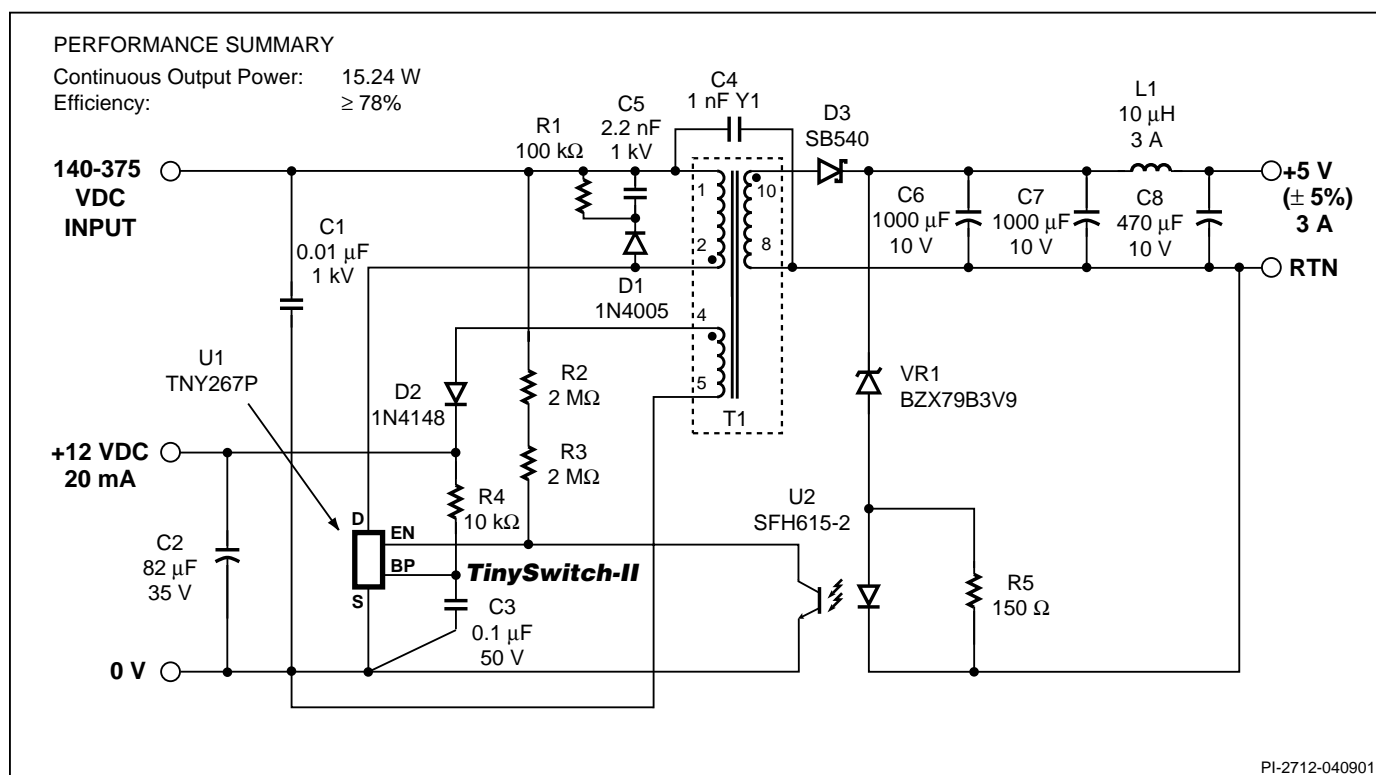 PERFORMANCE SUMMARY
Continuous Output Power: 15.24 W
Efficiency: ≥ 78%
C4
1 nF Y1
L1
10 µH
3 A
C5
2.2 nF
1 kV
D3
SB540
R1
100 kΩ
140-375
VDC
INPUT
1
10
+5 V
(± 5%)
3 A
C6
1000 µF
10 V
C7
1000 µF
10 V
C8
470 µF
10 V
C1
0.01 µF
1 kV
2
8
RTN
D1
1N4005
4
U1
TNY267P
D2
1N4148
R2
2 MΩ
5
T1
VR1
BZX79B3V9
+12 VDC
20 mA
R3
2 MΩ
R4
10 kΩ
U2
SFH615-2
D
EN
BP
S
TinySwitch-II
C2
82 µF
35 V
R5
150 Ω
C3
0.1 µF
50 V
0 V
PI-2712-040901